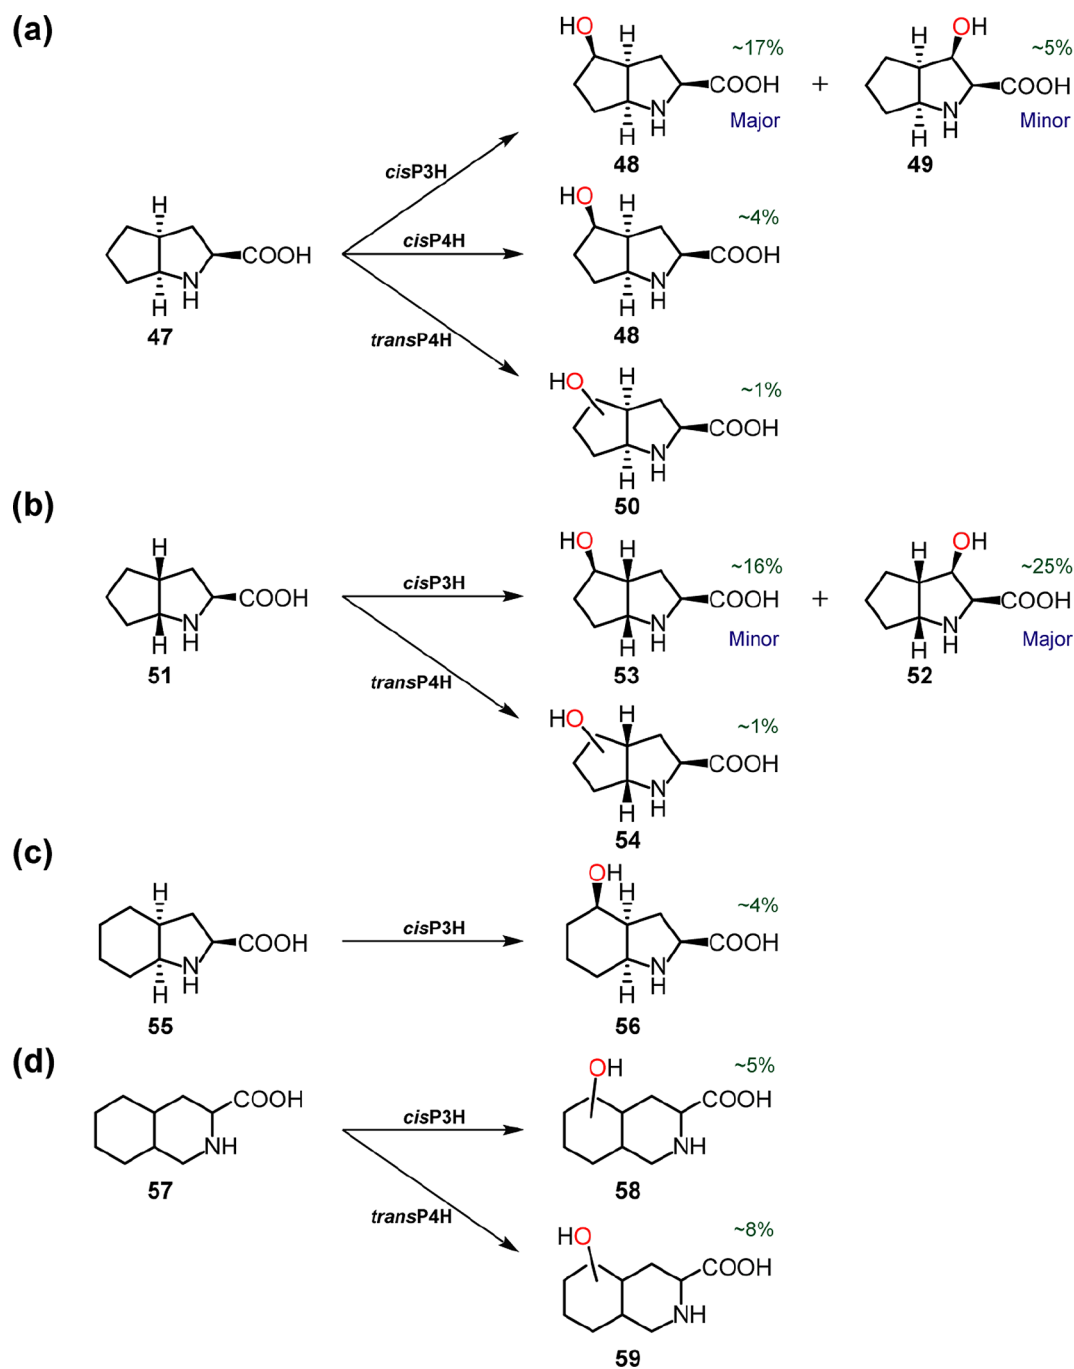 (a)
HO H COOH N H H ~17% Major 48
+
H OH COOH N H H ~5% Minor 49
cisP3H
HO H COOH N H H ~4% 48
H COOH N H H 47
cisP4H
transP4H
HO H COOH N H H ~1% 50
(b)
H COOH N H H 51
cisP3H
HO H COOH N H H ~16% Minor 53
+
H OH COOH N H H ~25% Major 52
transP4H
HO H COOH N H H ~1% 54
(c)
H COOH N H H 55
cisP3H
OH H COOH N H H ~4% 56
(d)
COOH NH 57
cisP3H
OH COOH NH ~5% 58
transP4H
HO COOH NH ~8% 59